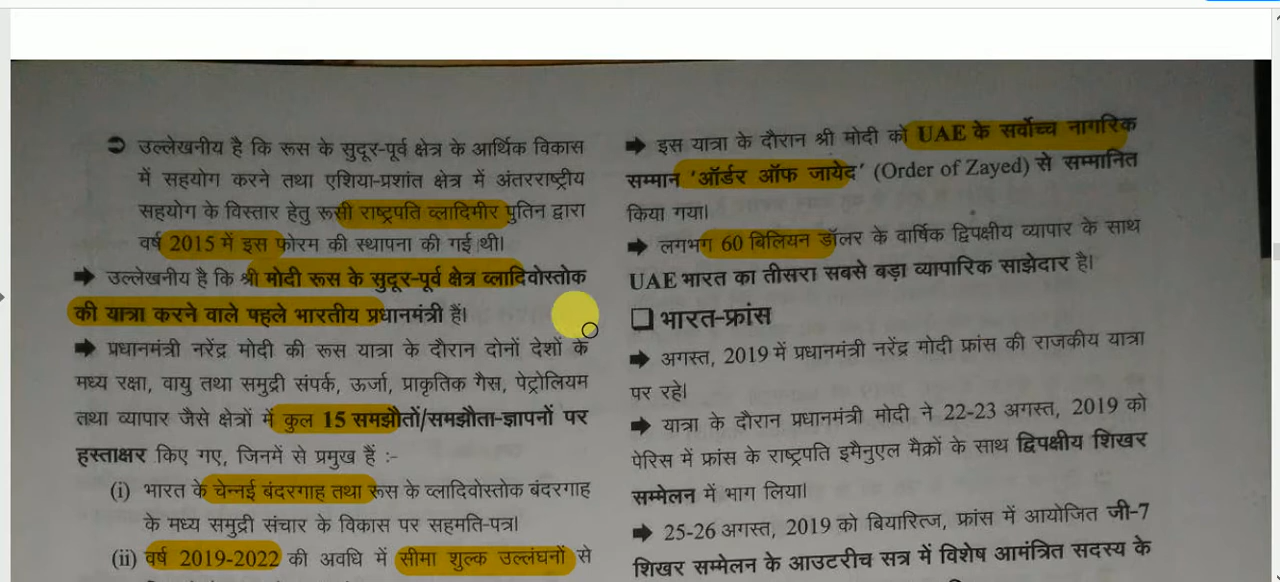 ➲ उल्लेखनीय है कि रूस के सुदूर-पूर्व क्षेत्र के आर्थिक विकास
में सहयोग करने तथा एशिया-प्रशांत क्षेत्र में अंतरराष्ट्रीय
सहयोग के विस्तार हेतु रूसी राष्ट्रपति व्लादिमीर पुतिन द्वारा
वर्ष 2015 में इस फोरम की स्थापना की गई थी।
➡ उल्लेखनीय है कि श्री मोदी रूस के सुदूर-पूर्व क्षेत्र व्लादिवोस्तोक
की यात्रा करने वाले पहले भारतीय प्रधानमंत्री हैं।
➡ प्रधानमंत्री नरेंद्र मोदी की रूस यात्रा के दौरान दोनों देशों के
मध्य रक्षा, वायु तथा समुद्री संपर्क, ऊर्जा, प्राकृतिक गैस, पेट्रोलियम
तथा व्यापार जैसे क्षेत्रों में कुल 15 समझौतों/समझौता-ज्ञापनों पर
हस्ताक्षर किए गए, जिनमें से प्रमुख हैं :-
(i) भारत के चेन्नई बंदरगाह तथा रूस के व्लादिवोस्तोक बंदरगाह
के मध्य समुद्री संचार के विकास पर सहमति-पत्र।
(ii) वर्ष 2019-2022 की अवधि में सीमा शुल्क उल्लंघनों से
➡ इस यात्रा के दौरान श्री मोदी को UAE के सर्वोच्च नागरिक
सम्मान 'ऑर्डर ऑफ जायेद' (Order of Zayed) से सम्मानित
किया गया।
➡ लगभग 60 बिलियन डॉलर के वार्षिक द्विपक्षीय व्यापार के साथ
UAE भारत का तीसरा सबसे बड़ा व्यापारिक साझेदार है।
❑ भारत-फ्रांस
➡ अगस्त, 2019 में प्रधानमंत्री नरेंद्र मोदी फ्रांस की राजकीय यात्रा
पर रहे।
➡ यात्रा के दौरान प्रधानमंत्री मोदी ने 22-23 अगस्त, 2019 को
पेरिस में फ्रांस के राष्ट्रपति इमैनुएल मैक्रों के साथ द्विपक्षीय शिखर
सम्मेलन में भाग लिया।
➡ 25-26 अगस्त, 2019 को बियारित्ज, फ्रांस में आयोजित जी-7
शिखर सम्मेलन के आउटरीच सत्र में विशेष आमंत्रित सदस्य के